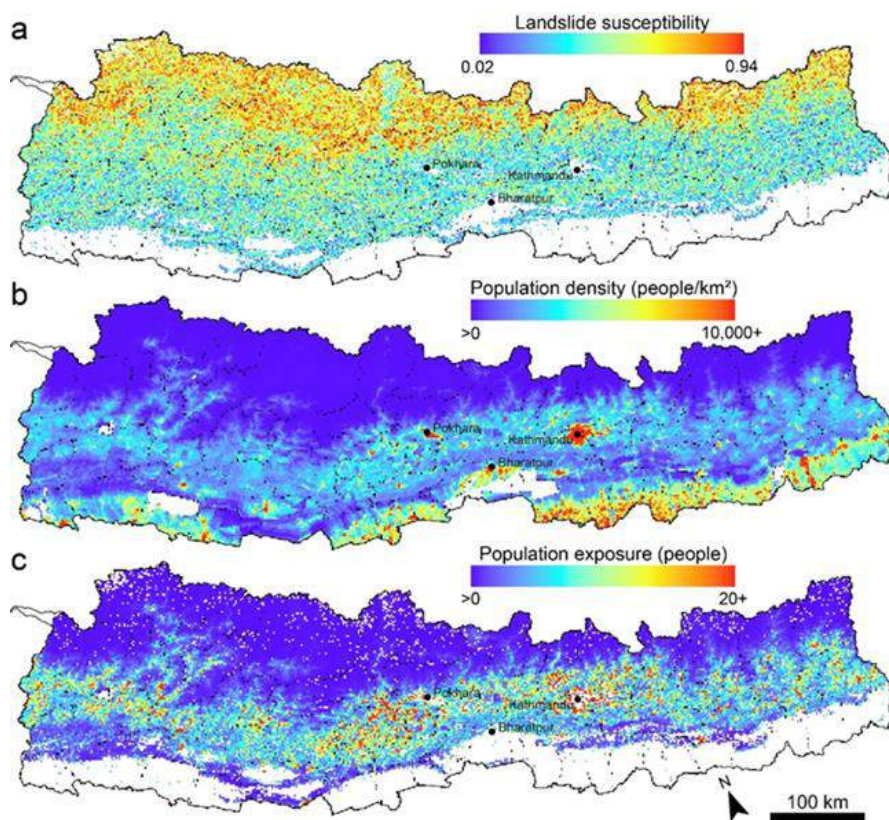 a
Landslide susceptibility
0.02 0.94
Pokhara
Kathmandu
Bharatpur
b
Population density (people/km²)
>0 10,000+
Pokhara
Kathmandu
Bharatpur
c
Population exposure (people)
>0 20+
Pokhara
Kathmandu
Bharatpur
N
100 km